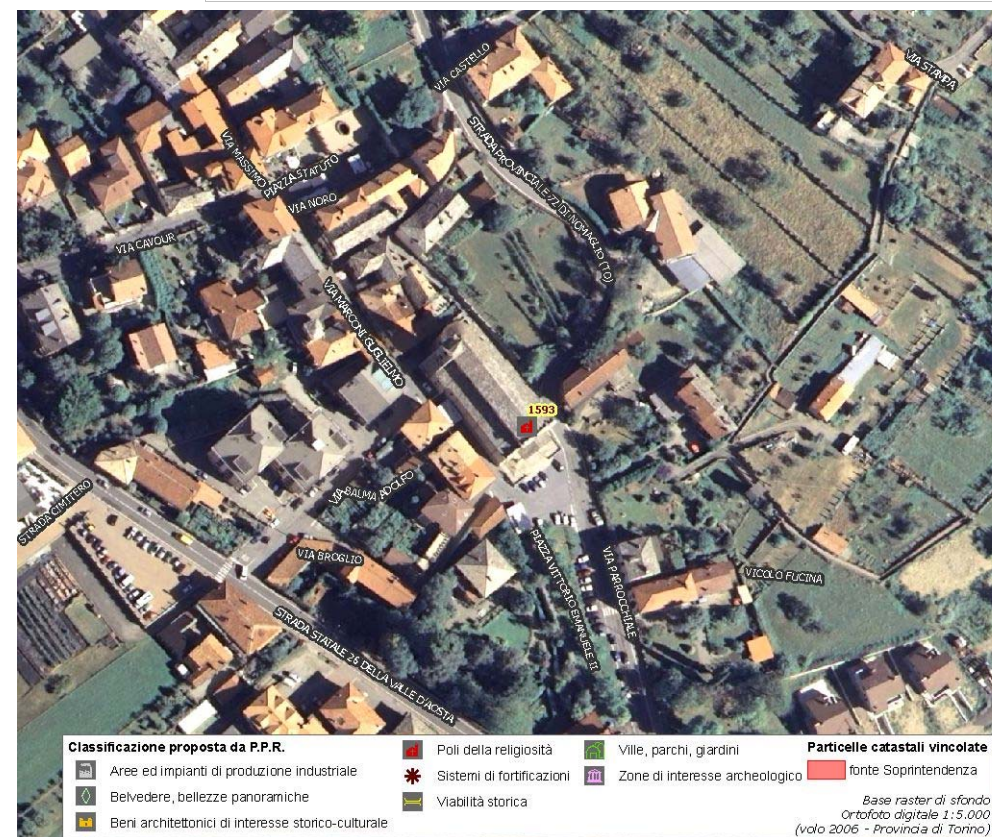 VIA CASTELLO
VIA STAMPA
STRADA PROVINCIALE 72 DI NOMAGLIO (TO)
VIA MASSIMO
PIAZZA STATUTO
VIA NORO
VIA CAVOUR
VIA MARCONI GUGLIELMO
1593
VIA BALMA ADOLFO
STRADA CIMITERO
VIA BROGLIO
PIAZZA VITTORIO EMANUELE II
VIA PARROCCHIALE
VICOLO FUCINA
STRADA STATALE 26 DELLA VALLE D'AOSTA
Classificazione proposta da P.P.R.
Aree ed impianti di produzione industriale
Belvedere, bellezze panoramiche
Beni architettonici di interesse storico-culturale
Poli della religiosità
Sistemi di fortificazioni
Viabilità storica
Ville, parchi, giardini
Zone di interesse archeologico
Particelle catastali vincolate
fonte Soprintendenza
Base raster di sfondo
Ortofoto digitale 1:5.000
(volo 2006 - Provincia di Torino)